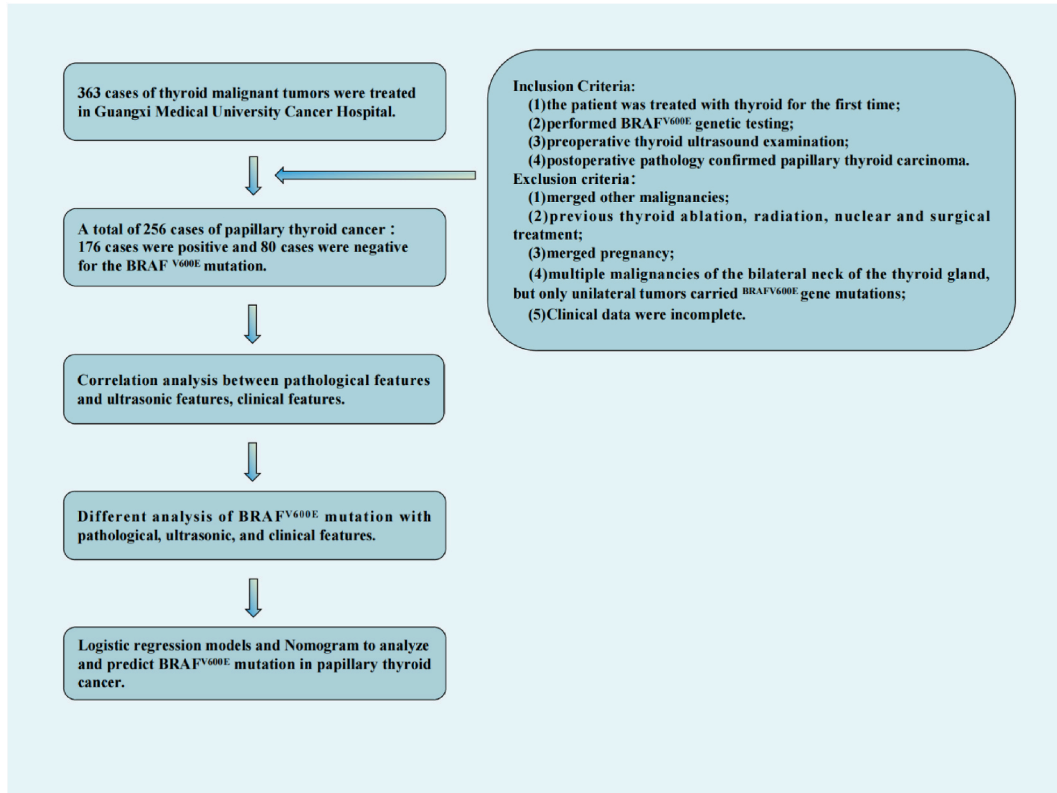 363 cases of thyroid malignant tumors were treated
in Guangxi Medical University Cancer Hospital.
Inclusion Criteria:
(1)the patient was treated with thyroid for the first time;
(2)performed BRAFV600E genetic testing;
(3)preoperative thyroid ultrasound examination;
(4)postoperative pathology confirmed papillary thyroid carcinoma.
Exclusion criteria:
(1)merged other malignancies;
(2)previous thyroid ablation, radiation, nuclear and surgical
treatment;
(3)merged pregnancy;
(4)multiple malignancies of the bilateral neck of the thyroid gland,
but only unilateral tumors carried BRAFV600E gene mutations;
(5)Clinical data were incomplete.
A total of 256 cases of papillary thyroid cancer :
176 cases were positive and 80 cases were negative
for the BRAF V600E mutation.
Correlation analysis between pathological features
and ultrasonic features, clinical features.
Different analysis of BRAFV600E mutation with
pathological, ultrasonic, and clinical features.
Logistic regression models and Nomogram to analyze
and predict BRAFV600E mutation in papillary thyroid
cancer.